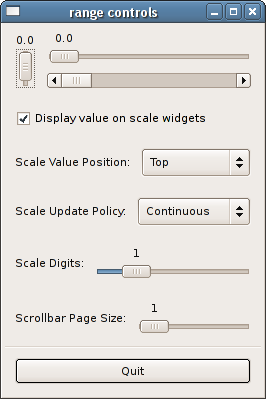 range controls
0.0
0.0
Display value on scale widgets
Scale Value Position: Top
Scale Update Policy: Continuous
1
Scale Digits:
1
Scrollbar Page Size:
Quit